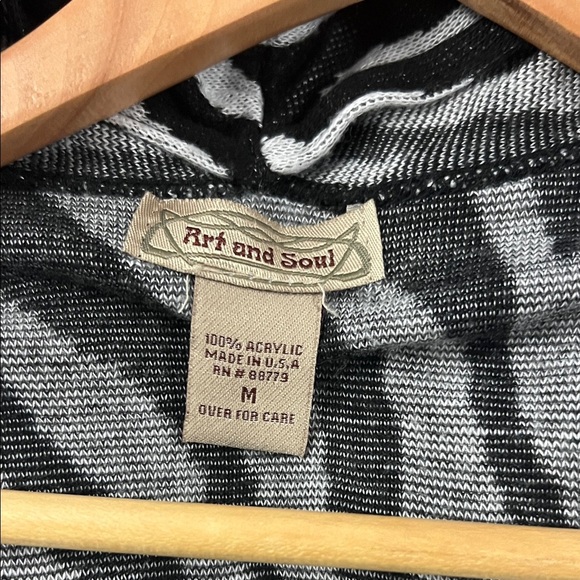 Art and Soul
100% ACRYLIC
MADE IN U.S.A
RN # 88779
M
OVER FOR CARE